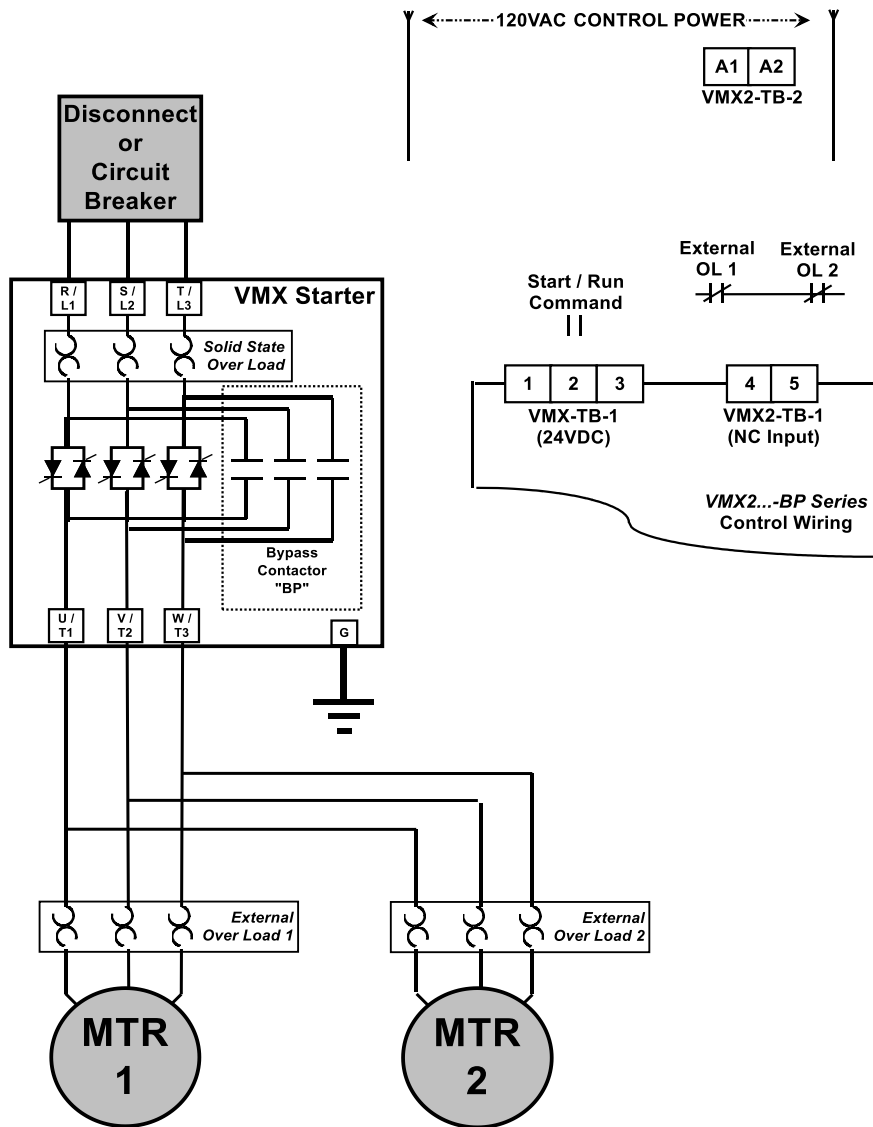 120VAC CONTROL POWER
A1 A2
VMX2-TB-2
Disconnect
or
Circuit
Breaker
R /
L1
S /
L2
T /
L3
VMX Starter
Solid State
Over Load
Bypass
Contactor
"BP"
U /
T1
V /
T2
W /
T3
G
Start / Run
Command
External
OL 1
External
OL 2
1 2 3
VMX-TB-1
(24VDC)
4 5
VMX2-TB-1
(NC Input)
VMX2...-BP Series
Control Wiring
External
Over Load 1
External
Over Load 2
MTR
1
MTR
2